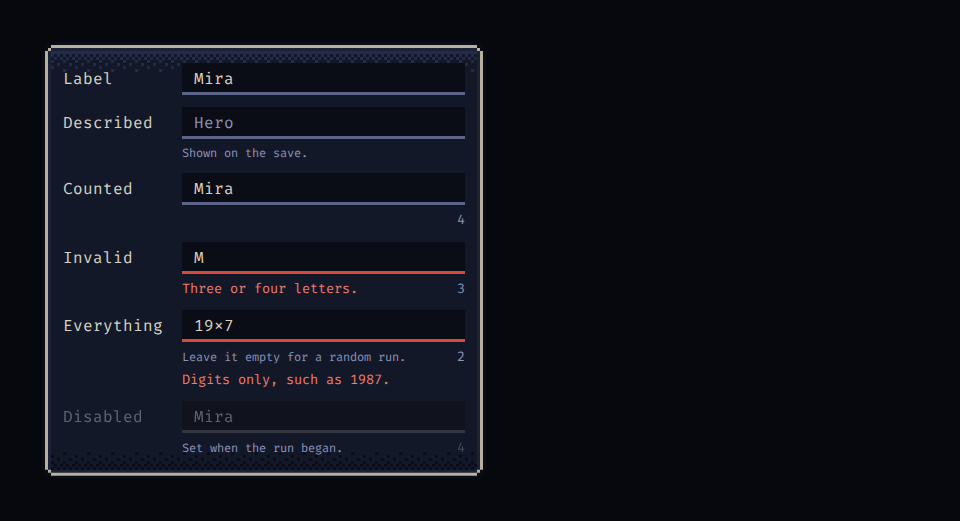 Label Mira
Described Hero
Shown on the save.
Counted Mira
4
Invalid M
Three or four letters. 3
Everything 19×7
Leave it empty for a random run. 2
Digits only, such as 1987.
Disabled Mira
Set when the run began. 4